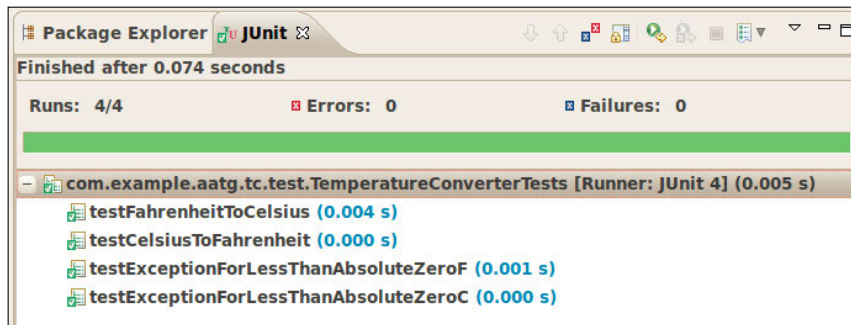 Package Explorer JUnit
Finished after 0.074 seconds
Runs: 4/4 Errors: 0 Failures: 0
com.example.aatg.tc.test.TemperatureConverterTests [Runner: JUnit 4] (0.005 s)
testFahrenheitToCelsius (0.004 s)
testCelsiusToFahrenheit (0.000 s)
testExceptionForLessThanAbsoluteZeroF (0.001 s)
testExceptionForLessThanAbsoluteZeroC (0.000 s)